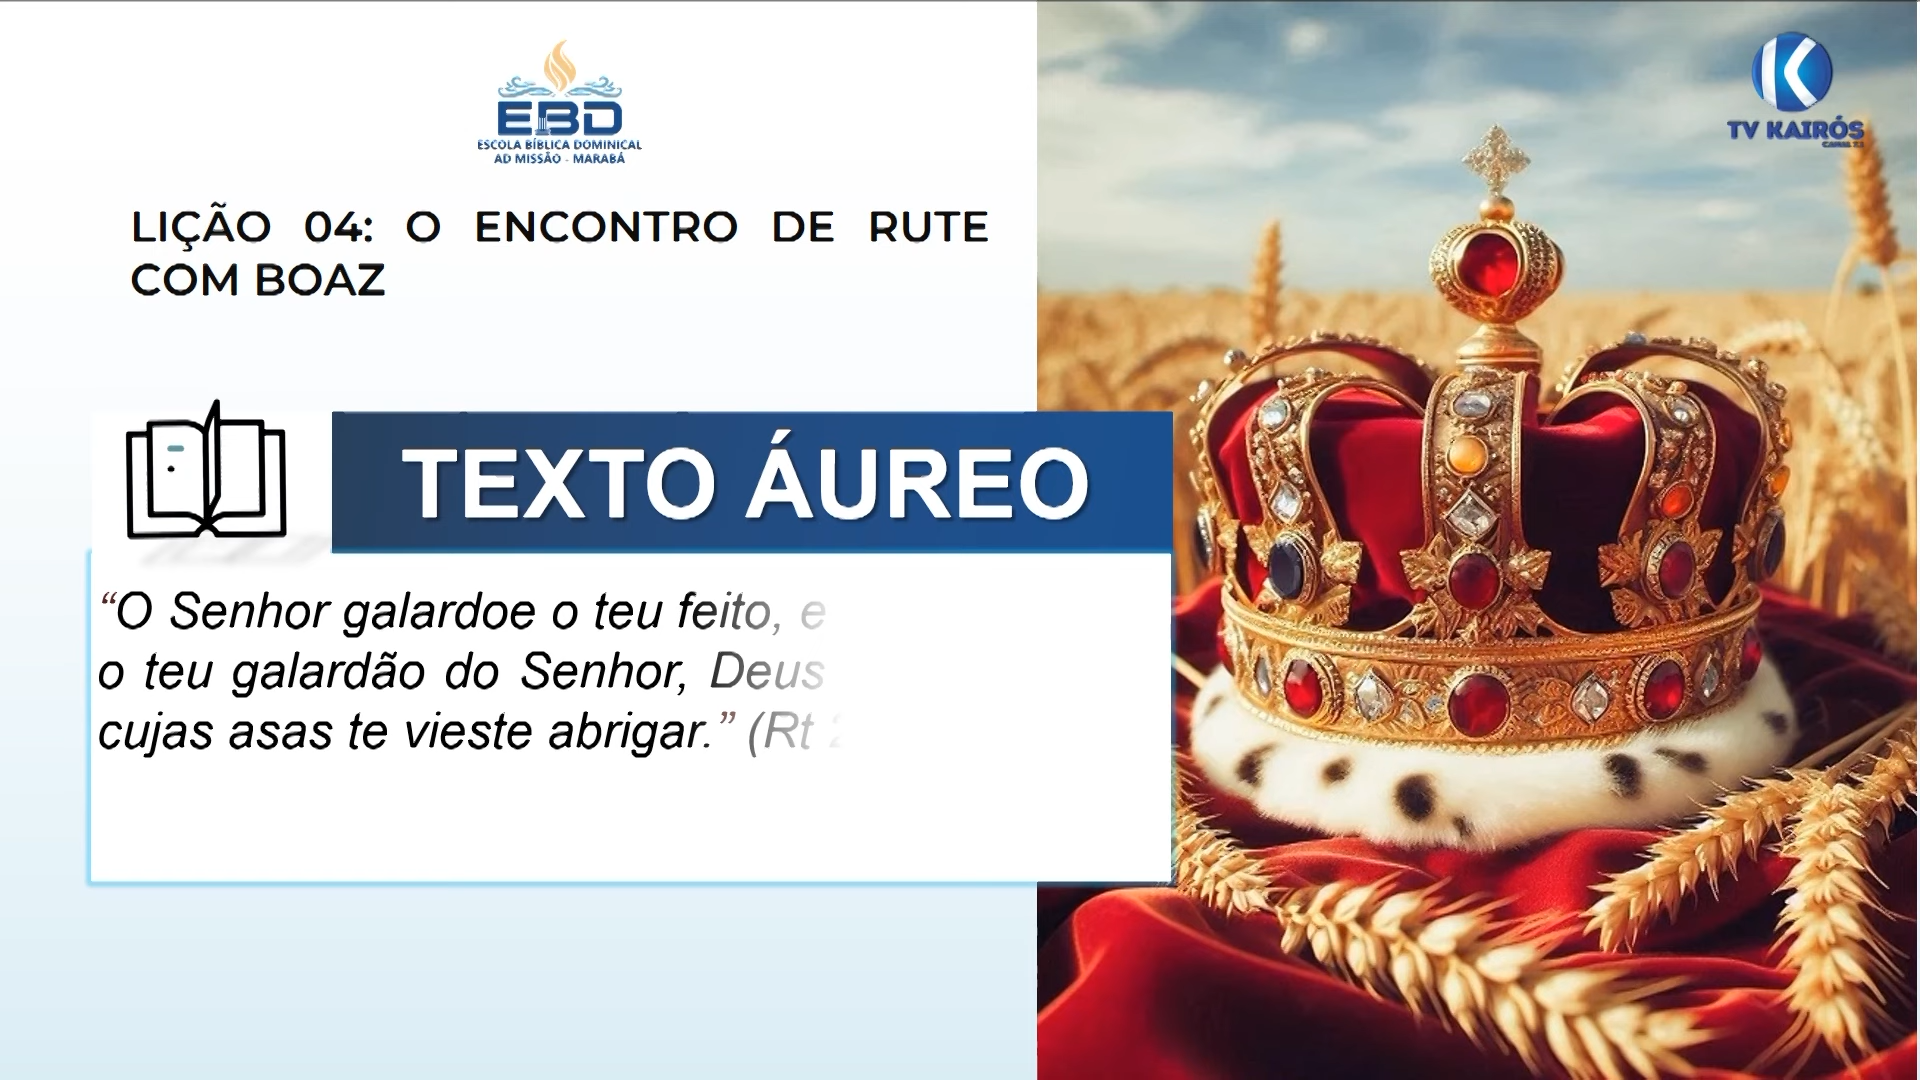 EBD
ESCOLA BÍBLICA DOMINICAL
AD MISSÃO - MARABÁ
TV KAIRÓS
LIÇÃO 04: O ENCONTRO DE RUTE
COM BOAZ
TEXTO ÁUREO
“O Senhor galardoe o teu feito, e
o teu galardão do Senhor, Deus
cujas asas te vieste abrigar.” (Rt